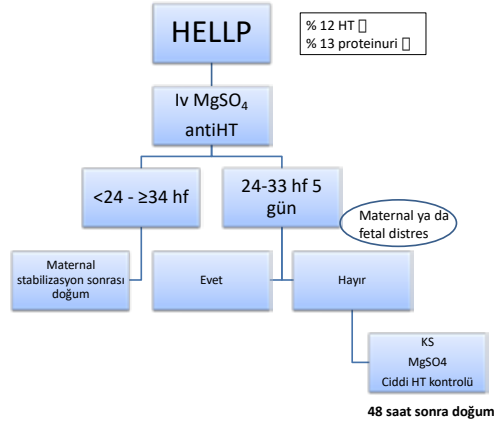 HELLP
% 12 HT
% 13 proteinuri
Iv MgSO₄
antiHT
<24 - ≥34 hf
24-33 hf 5
gün
Maternal ya da
fetal distres
Maternal
stabilizasyon sonrası
doğum
Evet
Hayır
KS
MgSO4
Ciddi HT kontrolü
48 saat sonra doğum